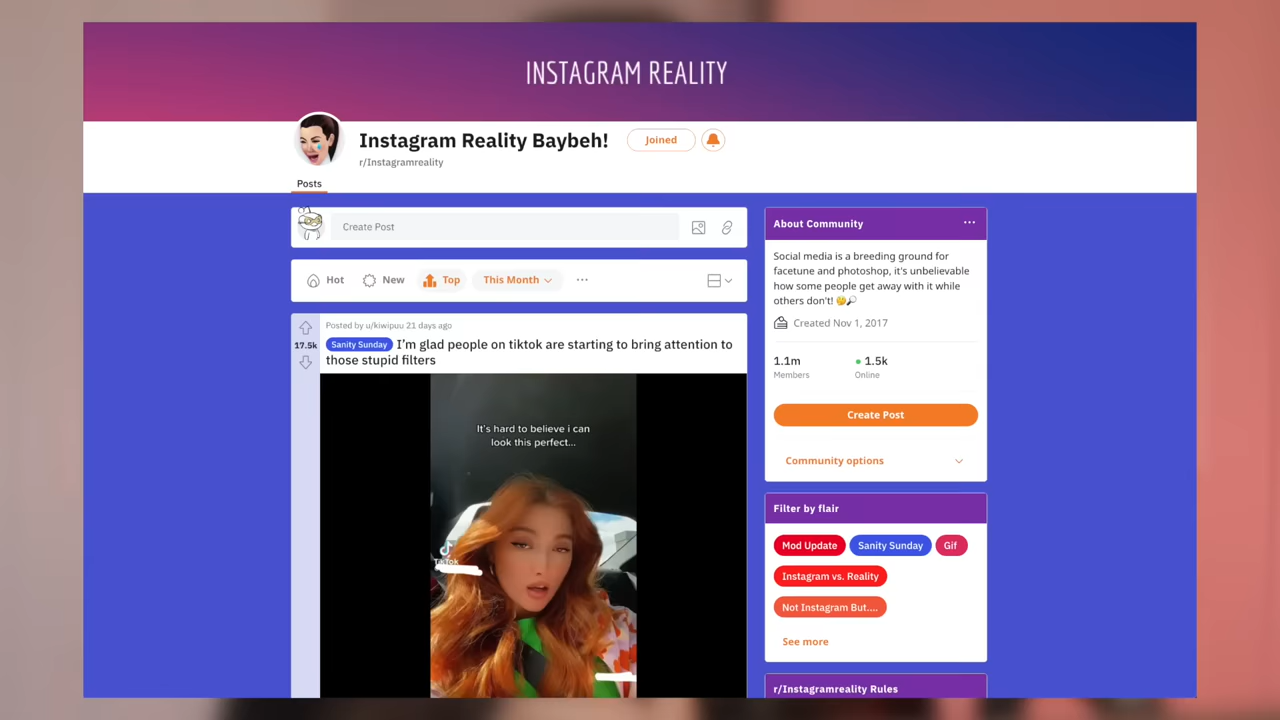 INSTAGRAM REALITY
Instagram Reality Baybeh!
Joined
r/Instagramreality
Posts
Create Post
Hot
New
Top
This Month
Posted by u/kiwipuu 21 days ago
17.5k
Sanity Sunday I'm glad people on tiktok are starting to bring attention to
those stupid filters
It's hard to believe i can
look this perfect...
TikTok
About Community
Social media is a breeding ground for
facetune and photoshop, it's unbelievable
how some people get away with it while
others don't! 🤔🔎
Created Nov 1, 2017
1.1m
Members
1.5k
Online
Create Post
Community options
Filter by flair
Mod Update
Sanity Sunday
Gif
Instagram vs. Reality
Not Instagram But....
See more
r/Instagramreality Rules